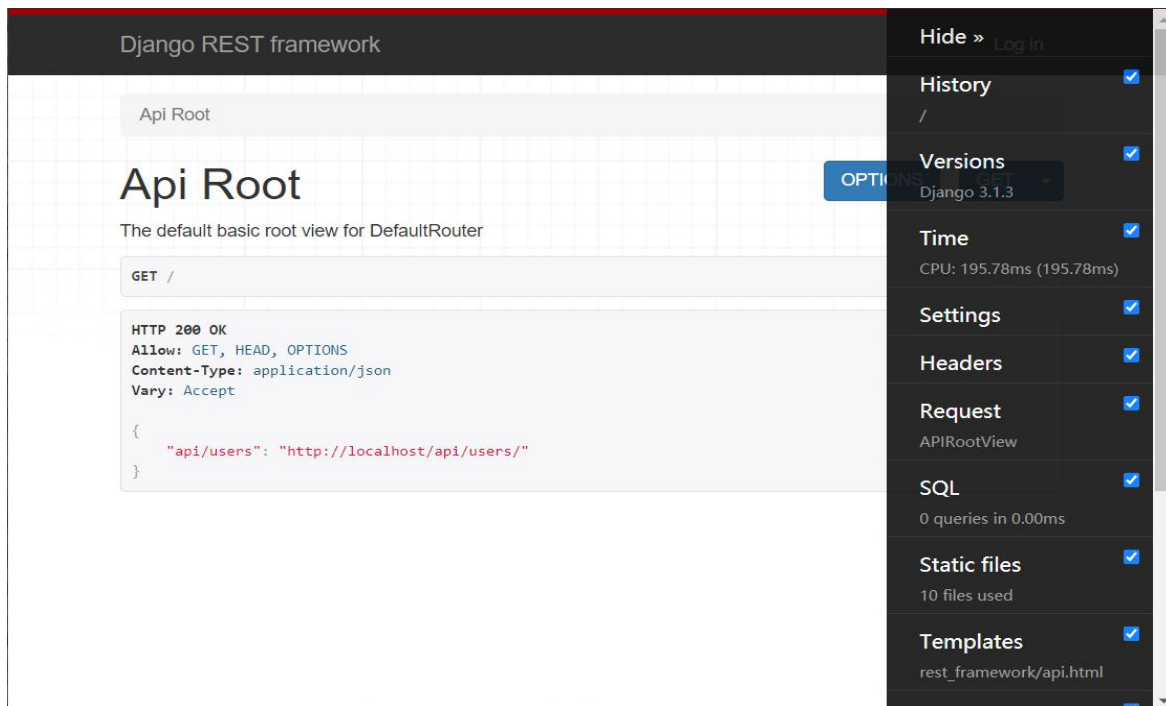 Django REST framework
Log in
Api Root
Api Root
OPTIONS
GET
The default basic root view for DefaultRouter
GET /
HTTP 200 OK
Allow: GET, HEAD, OPTIONS
Content-Type: application/json
Vary: Accept
{
    "api/users": "http://localhost/api/users/"
}
Hide »
History
/
Versions
Django 3.1.3
Time
CPU: 195.78ms (195.78ms)
Settings
Headers
Request
APIRootView
SQL
0 queries in 0.00ms
Static files
10 files used
Templates
rest_framework/api.html